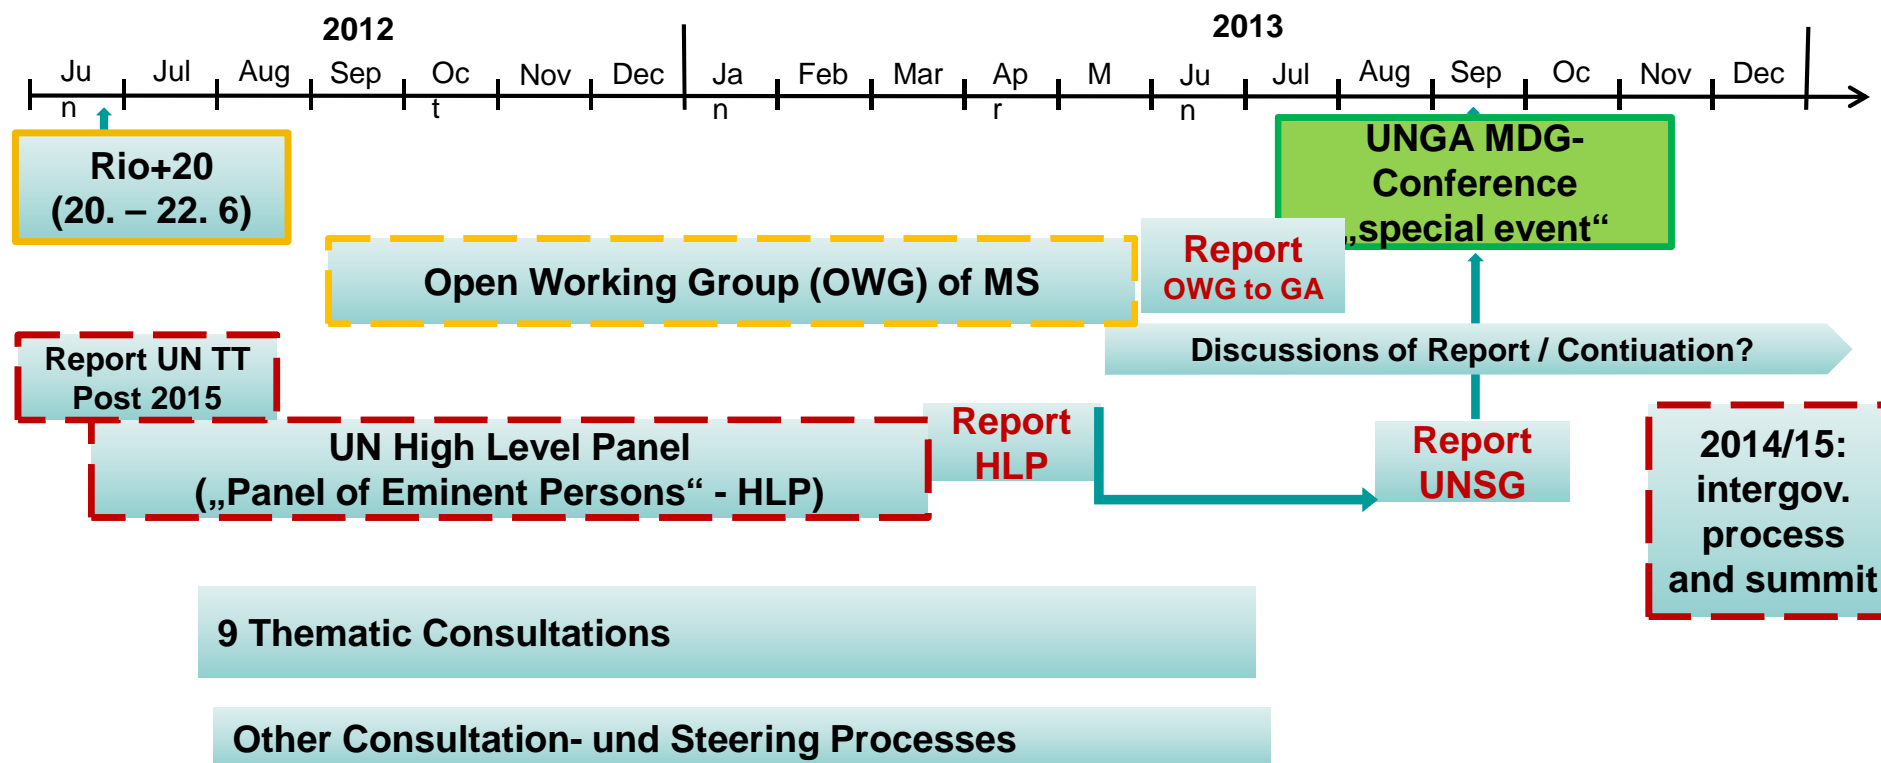 2012
2013
Ju
n
Jul
Aug
Sep
Oc
t
Nov
Dec
Ja
n
Feb
Mar
Ap
r
M
Ju
n
Jul
Aug
Sep
Oc
Nov
Dec
Rio+20
(20. – 22. 6)
UNGA MDG-
Conference
„special event“
Open Working Group (OWG) of MS
Report
OWG to GA
Discussions of Report / Contiuation?
Report UN TT
Post 2015
UN High Level Panel
(„Panel of Eminent Persons“ - HLP)
Report
HLP
Report
UNSG
2014/15:
intergov.
process
and summit
9 Thematic Consultations
Other Consultation- und Steering Processes